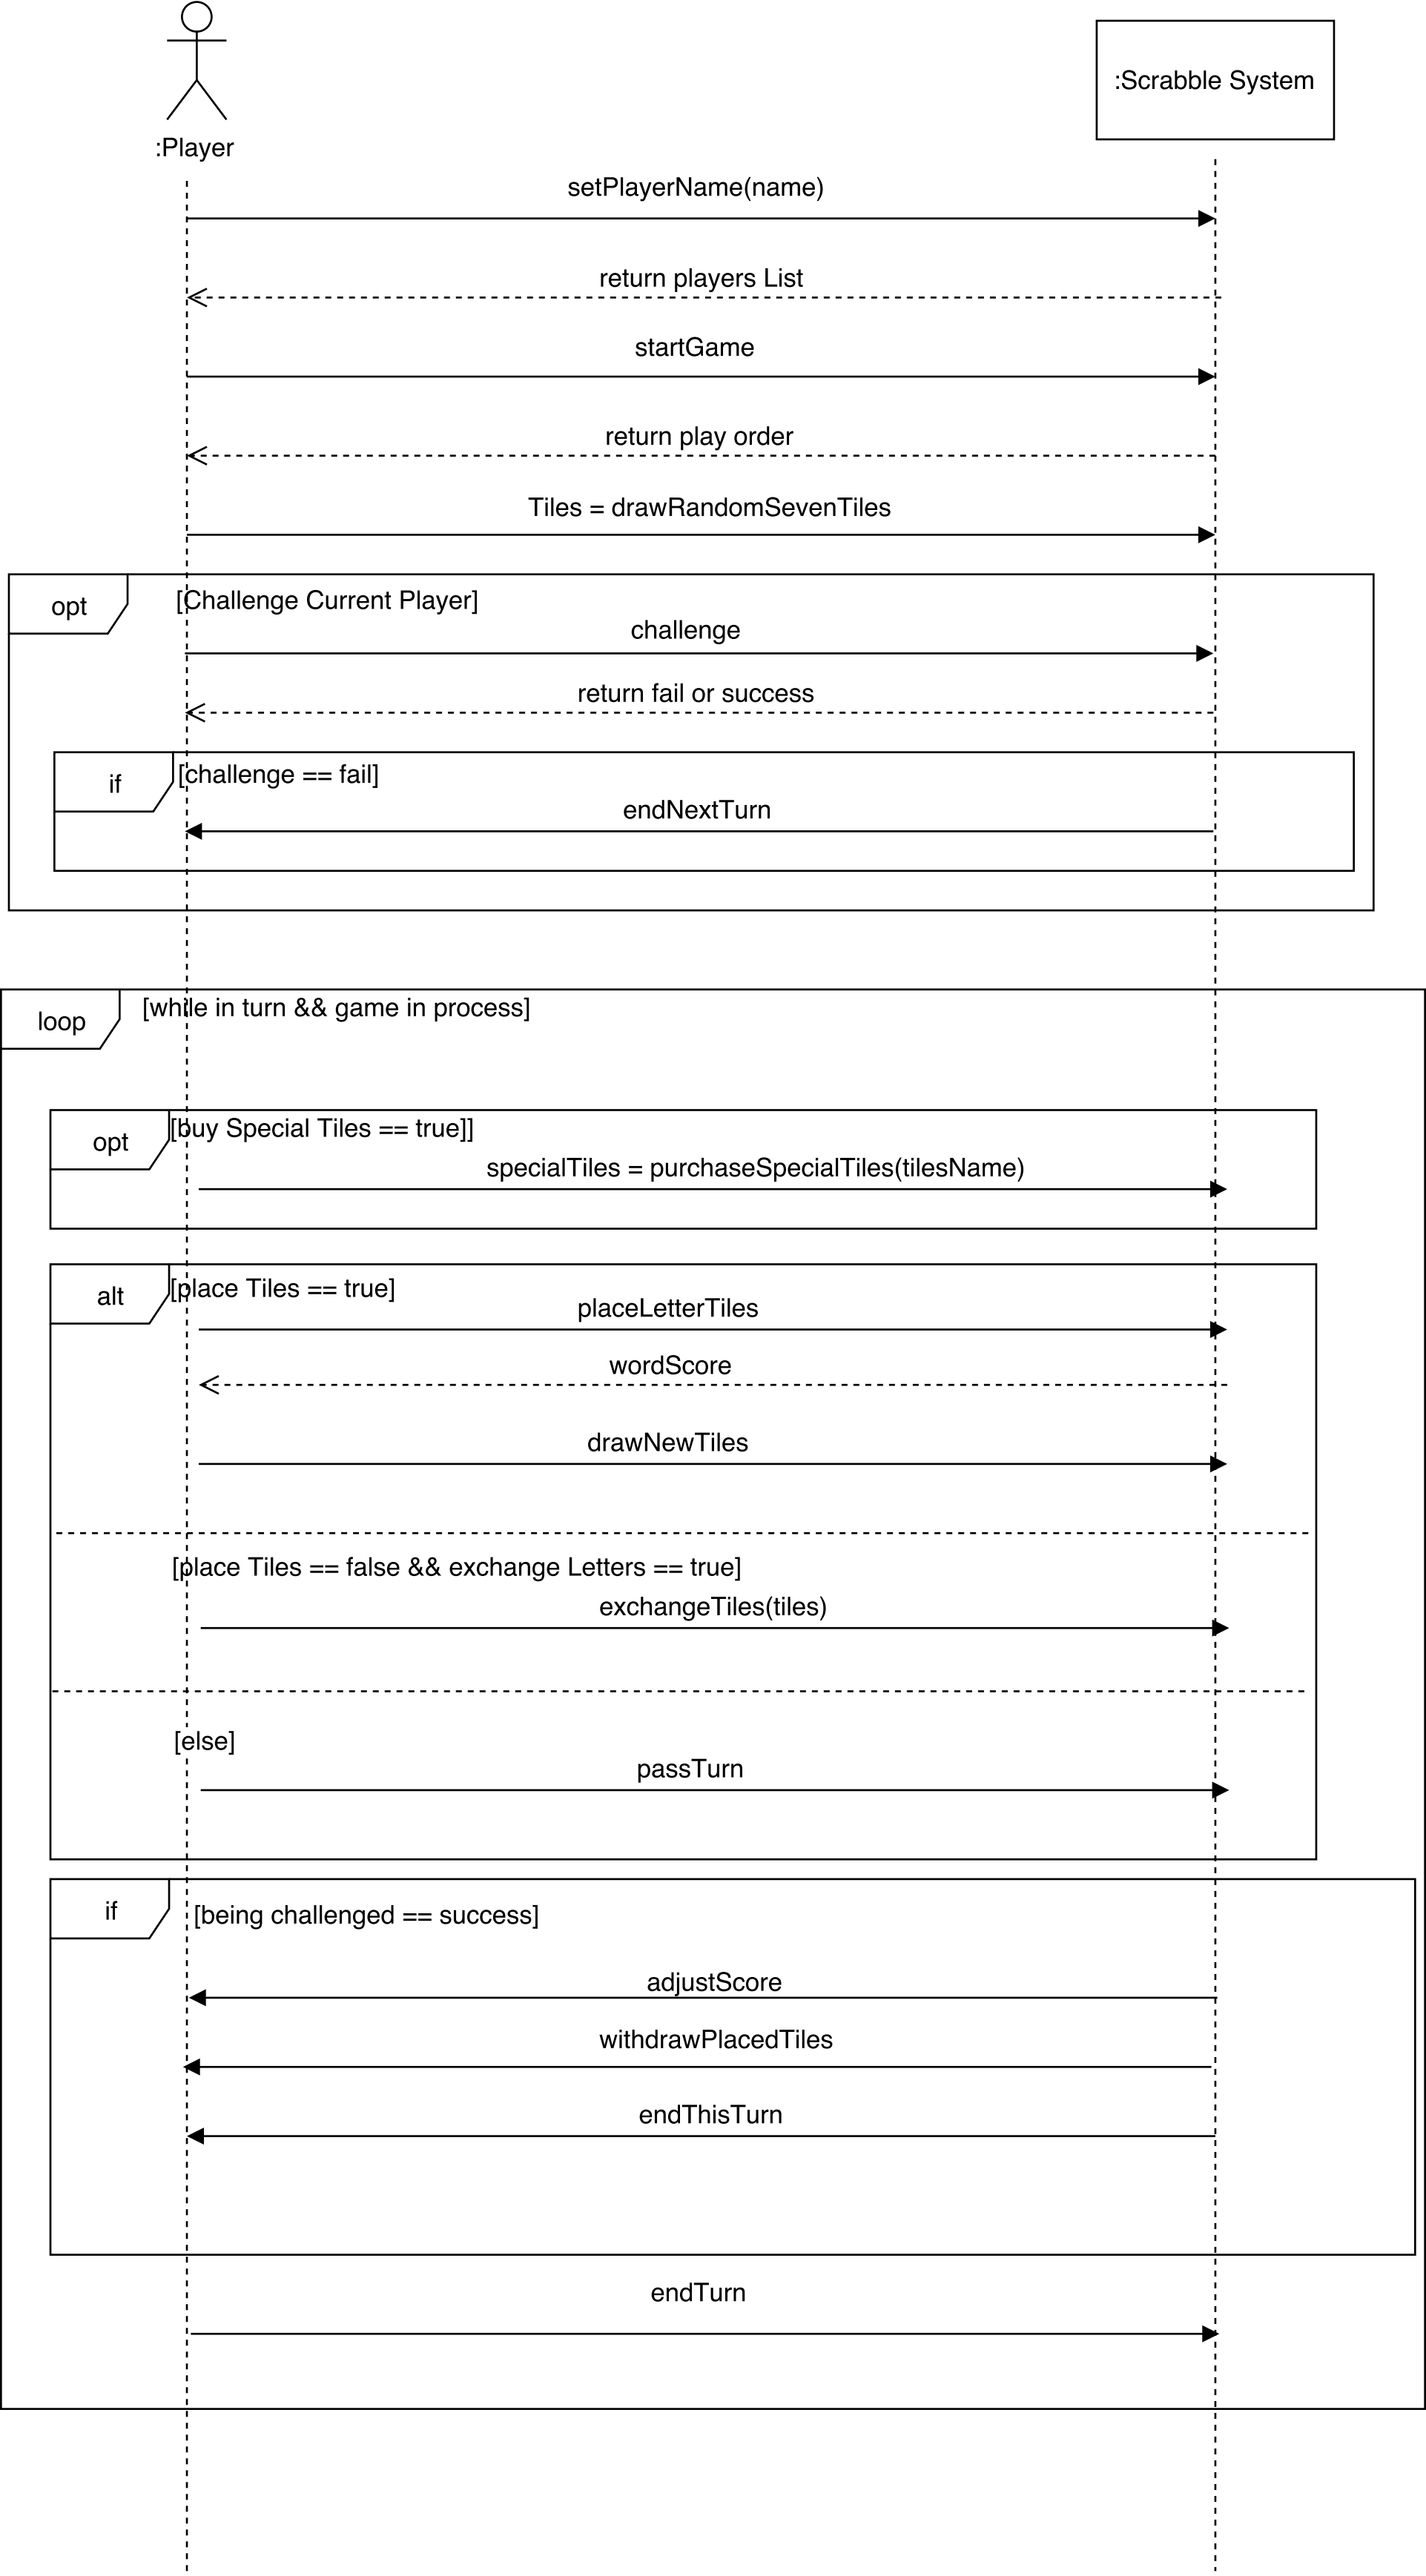 :Scrabble System
:Player
setPlayerName(name)
return players List
startGame
return play order
Tiles = drawRandomSevenTiles
opt
[Challenge Current Player]
challenge
return fail or success
if
[challenge == fail]
endNextTurn
loop
[while in turn && game in process]
opt
[buy Special Tiles == true]]
specialTiles = purchaseSpecialTiles(tilesName)
alt
[place Tiles == true]
placeLetterTiles
wordScore
drawNewTiles
[place Tiles == false && exchange Letters == true]
exchangeTiles(tiles)
[else]
passTurn
if
[being challenged == success]
adjustScore
withdrawPlacedTiles
endThisTurn
endTurn